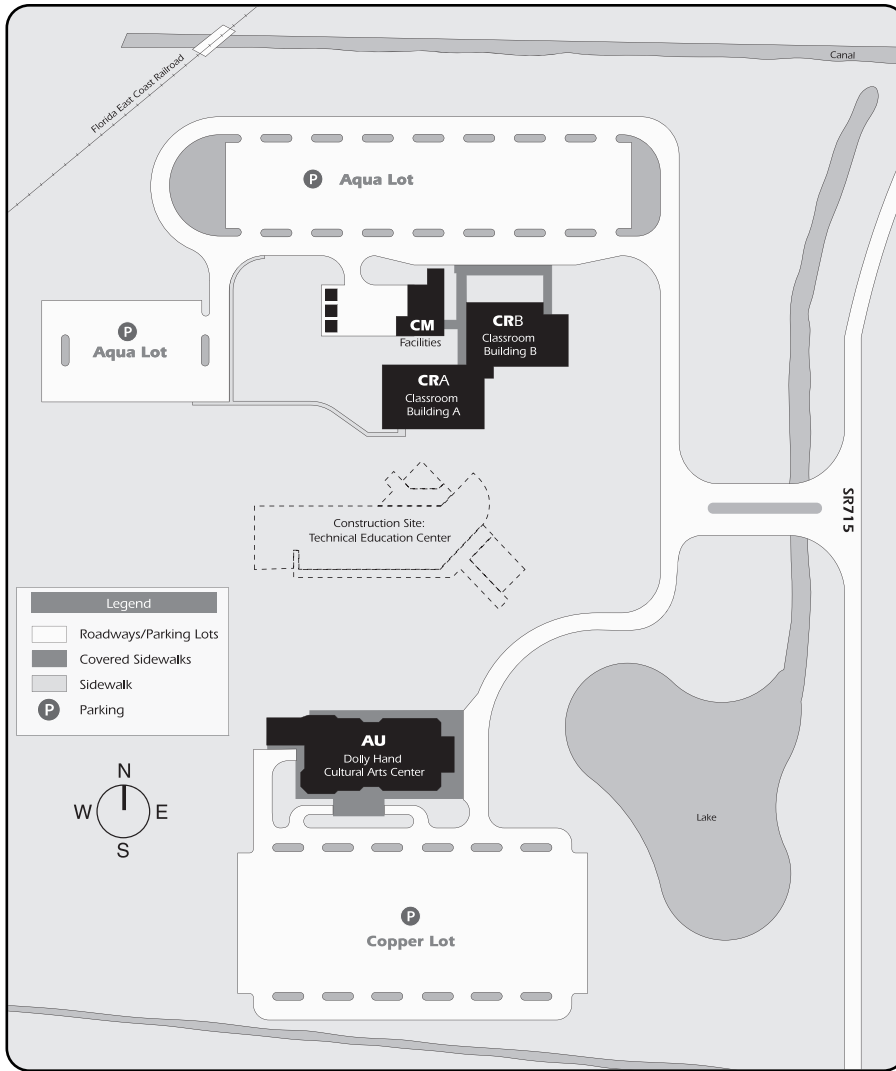 Canal
Florida East Coast Railroad
P Aqua Lot
P
Aqua Lot
CM
Facilities
CRB
Classroom
Building B
CRA
Classroom
Building A
SR715
Construction Site:
Technical Education Center
Legend
Roadways/Parking Lots
Covered Sidewalks
Sidewalk
P Parking
N
W E
S
AU
Dolly Hand
Cultural Arts Center
Lake
P
Copper Lot